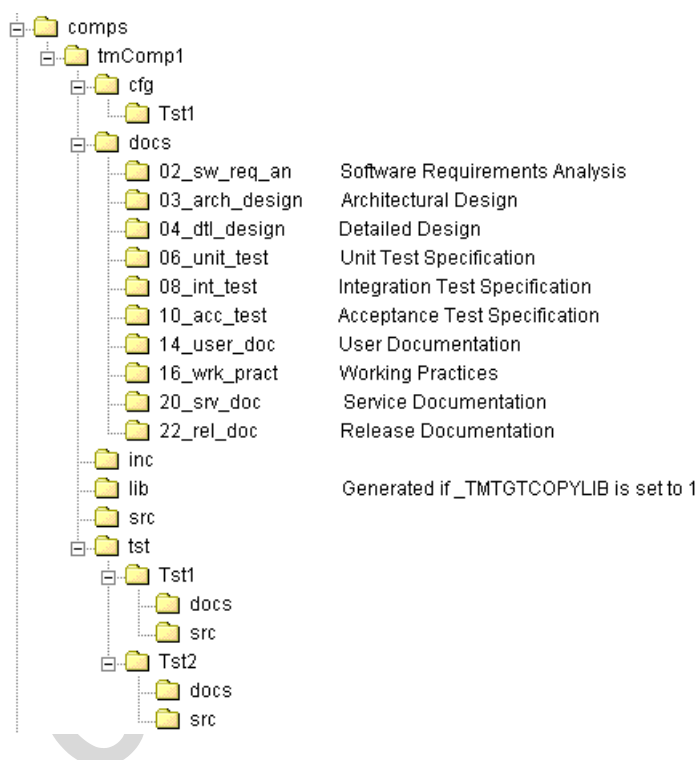 comps
tmComp1
cfg
Tst1
docs
02_sw_req_an Software Requirements Analysis
03_arch_design Architectural Design
04_dtl_design Detailed Design
06_unit_test Unit Test Specification
08_int_test Integration Test Specification
10_acc_test Acceptance Test Specification
14_user_doc User Documentation
16_wrk_pract Working Practices
20_srv_doc Service Documentation
22_rel_doc Release Documentation
inc
lib Generated if _TMTGTCOPYLIB is set to 1
src
tst
Tst1
docs
src
Tst2
docs
src